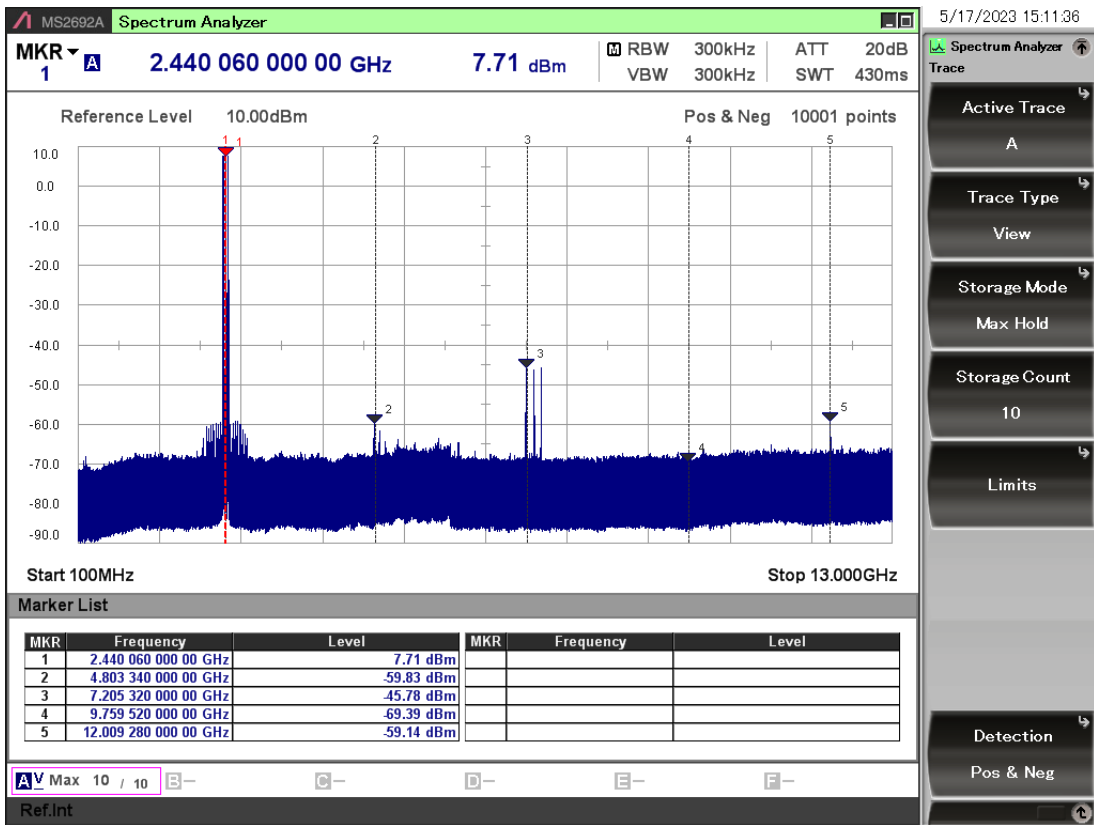 MS2692A Spectrum Analyzer
5/17/2023 15:11:36
MKR A 2.440 060 000 00 GHz 7.71 dBm
1
M RBW 300kHz ATT 20dB
VBW 300kHz SWT 430ms
Reference Level 10.00dBm Pos & Neg 10001 points
1 1 2 3 4 5
10.0
0.0
-10.0
-20.0
-30.0
-40.0
3
-50.0
2 5
-60.0
4
-70.0
-80.0
-90.0
Start 100MHz Stop 13.000GHz
Marker List
MKR Frequency Level MKR Frequency Level
1 2.440 060 000 00 GHz 7.71 dBm
2 4.803 340 000 00 GHz -59.83 dBm
3 7.205 320 000 00 GHz -45.78 dBm
4 9.759 520 000 00 GHz -69.39 dBm
5 12.009 280 000 00 GHz -59.14 dBm
A V Max 10 / 10 B- C- D- E- F-
Ref.Int
Spectrum Analyzer
Trace
Active Trace
A
Trace Type
View
Storage Mode
Max Hold
Storage Count
10
Limits
Detection
Pos & Neg